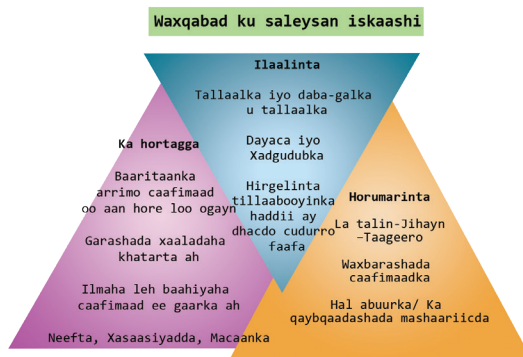 Waxqabad ku saleysan iskaashi
Ilaalinta
Tallaalka iyo daba-galka
u tallaalka
Dayaca iyo
Xadgudubka
Hirgelinta
tillaabooyinka
haddii ay
dhacdo cudurro
faafa
Ka hortagga
Baaritaanka
arrimo caafimaad
oo aan hore loo ogayn
Garashada xaaladaha
khatarta ah
Ilmaha leh baahiyaha
caafimaad ee gaarka ah
Neefta, Xasaasiyadda, Macaanka
Horumarinta
La talin-Jihayn
–Taageero
Waxbarashada
caafimaadka
Hal abuurka/ Ka
qaybqaadashada mashaariicda